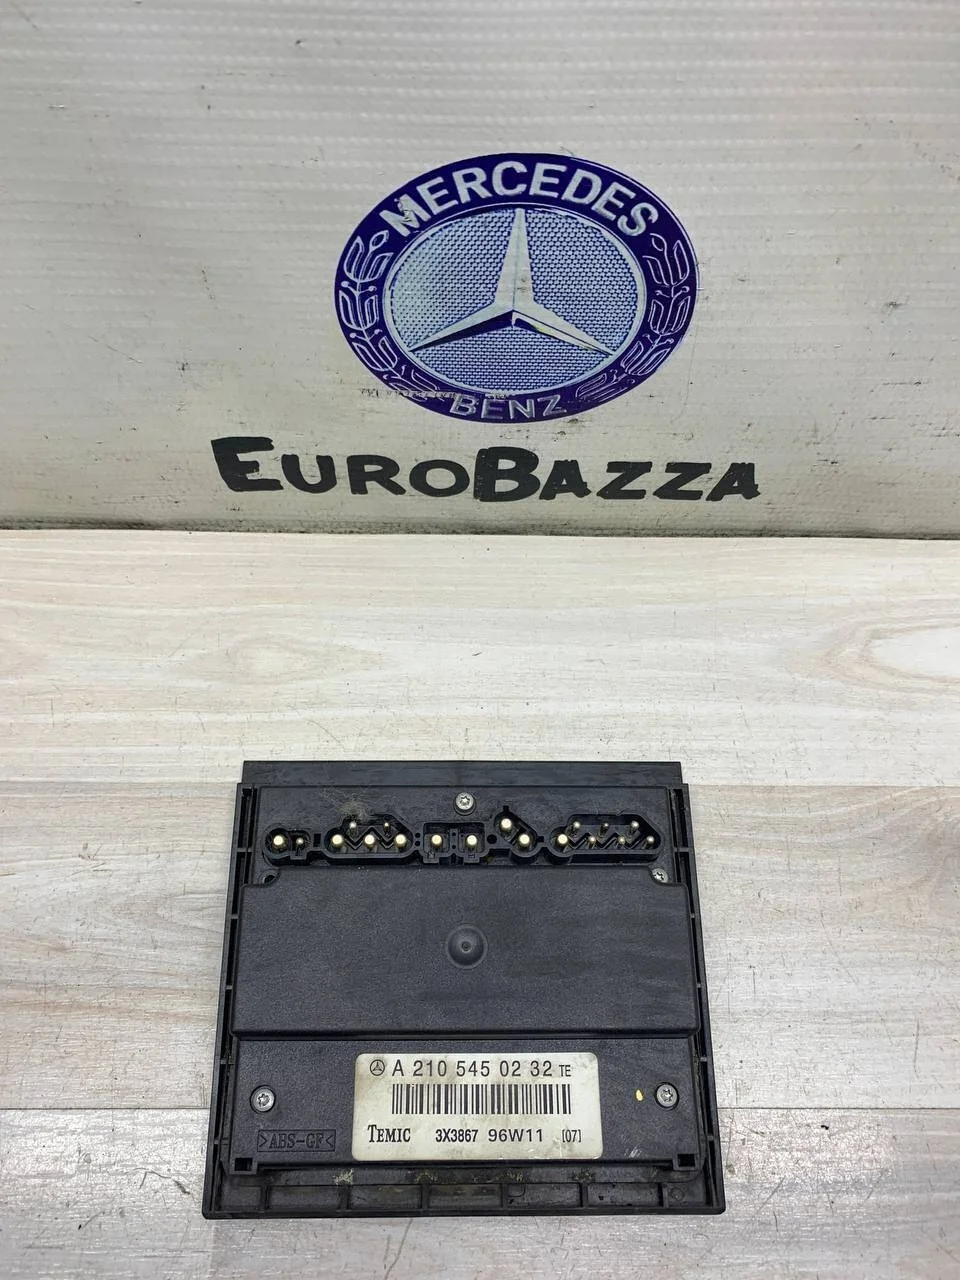 MERCEDES
BENZ
EUROBAZZA
A 210 545 02 32 TE
TEMIC 3X3867 96W11 [07]
>ABS-GF<